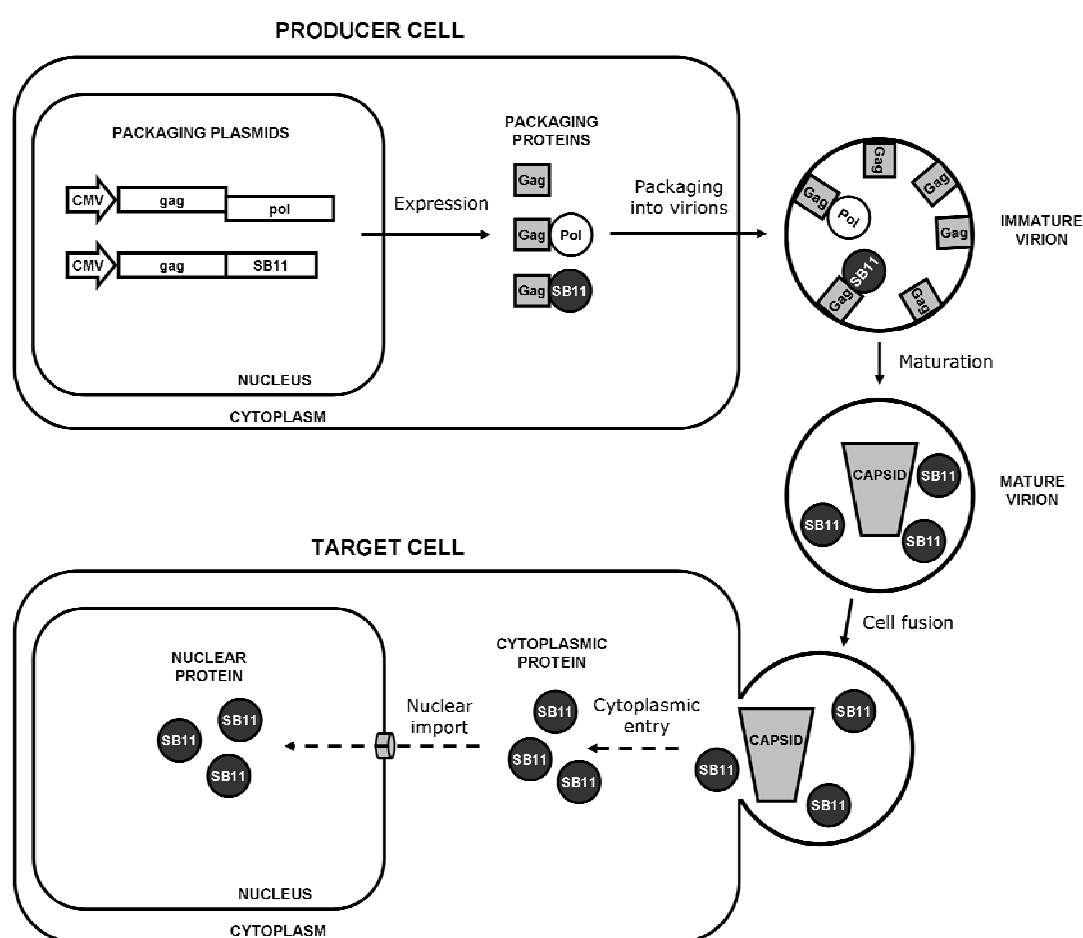 PRODUCER CELL
PACKAGING PLASMIDS
CMV
gag
pol
CMV
gag
SB11
NUCLEUS
CYTOPLASM
Expression
PACKAGING
PROTEINS
Gag
Gag
Pol
Gag
SB11
Packaging
into virions
Gag
Gag
Gag
Pol
Gag
SB11
Gag
Gag
IMMATURE
VIRION
Maturation
CAPSID
SB11
SB11
SB11
MATURE
VIRION
Cell fusion
TARGET CELL
NUCLEAR
PROTEIN
SB11
SB11
SB11
Nuclear
import
CYTOPLASMIC
PROTEIN
SB11
SB11
SB11
Cytoplasmic
entry
SB11
CAPSID
SB11
SB11
NUCLEUS
CYTOPLASM